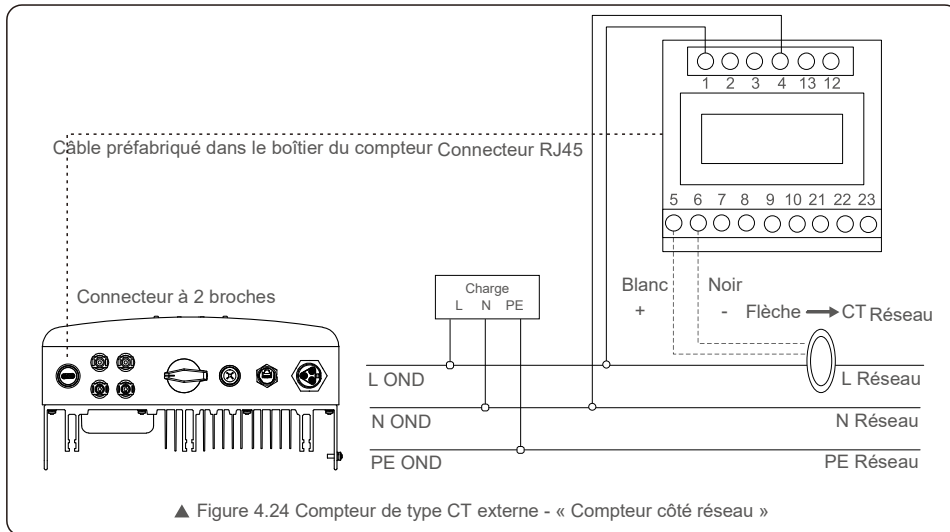 1 2 3 4 13 12
Câble préfabriqué dans le boîtier du compteur Connecteur RJ45
5 6 7 8 9 10 21 22 23
Connecteur à 2 broches
Charge
L N PE
Blanc Noir
+ - Flèche CT Réseau
L OND L Réseau
N OND N Réseau
PE OND PE Réseau
▲ Figure 4.24 Compteur de type CT externe - « Compteur côté réseau »